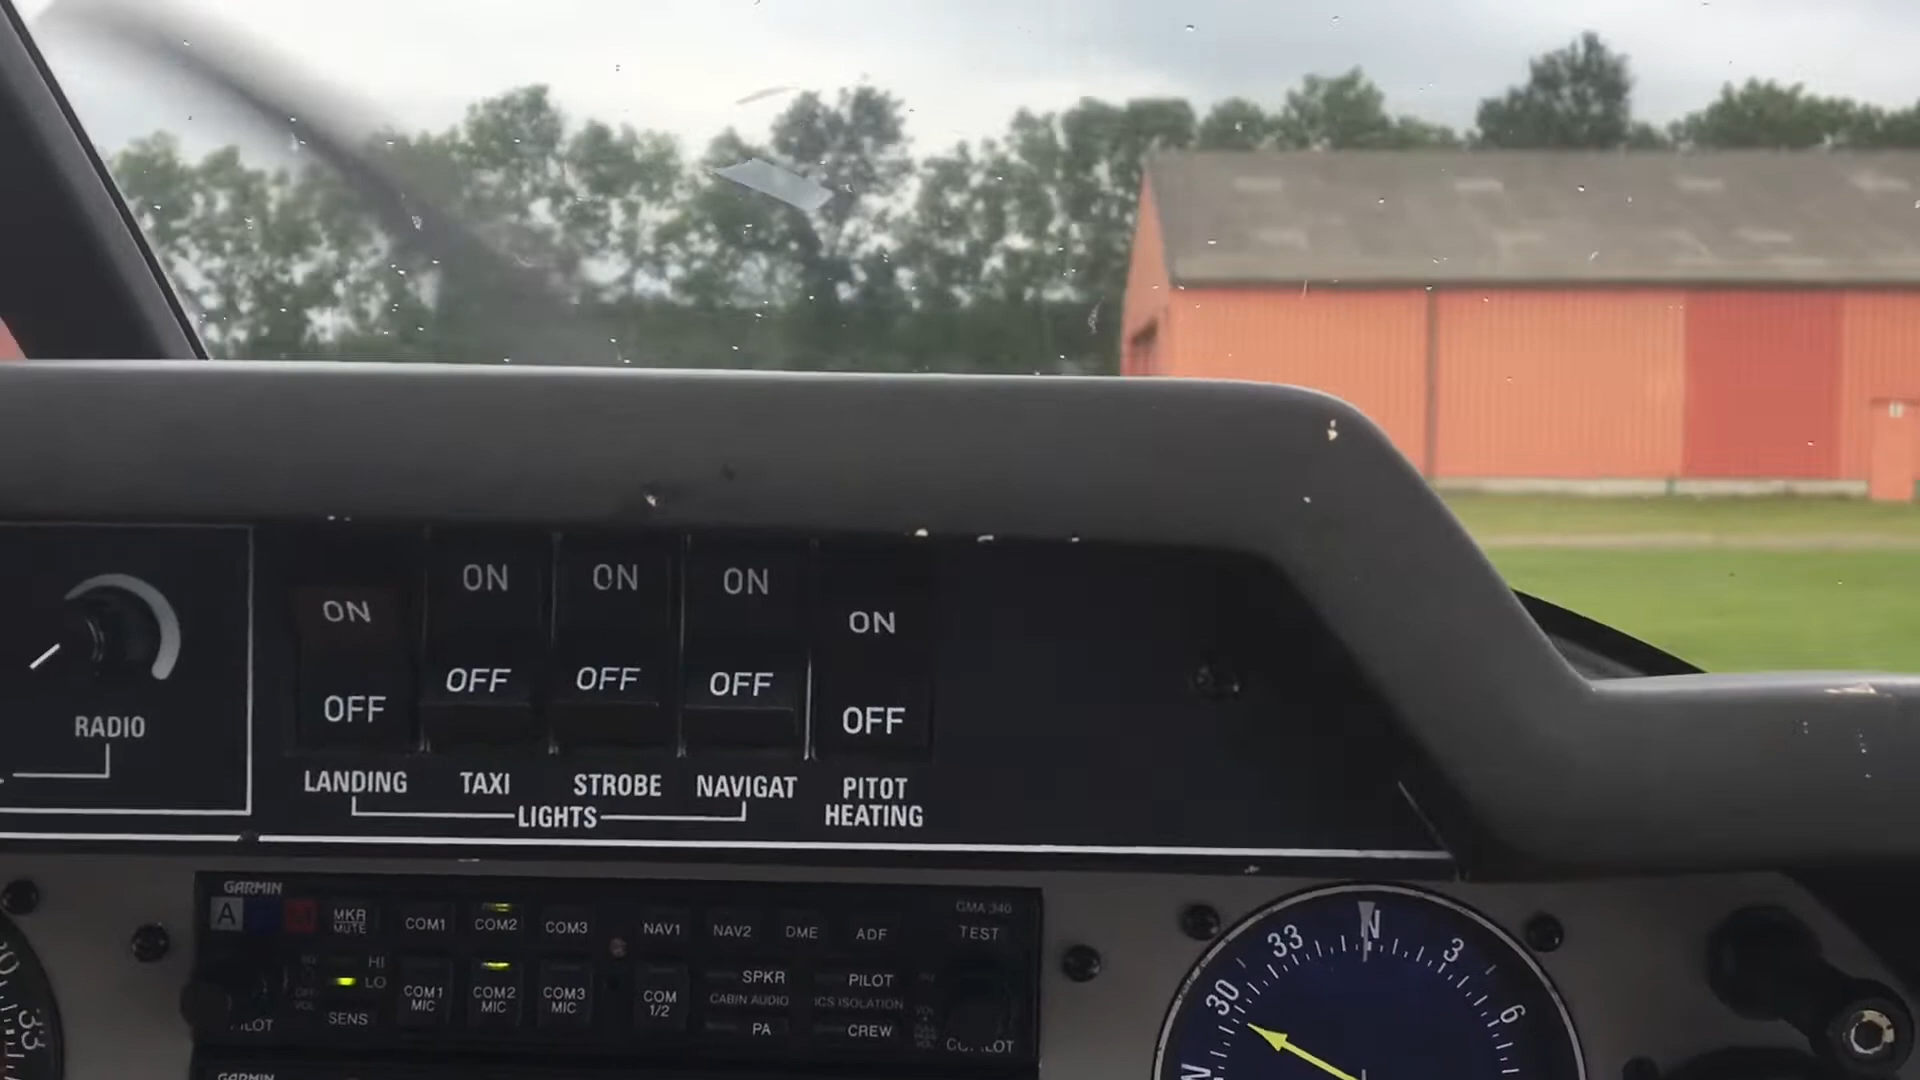 ON
ON
ON
ON
ON
OFF
OFF
OFF
OFF
OFF
RADIO
LANDING
TAXI
STROBE
NAVIGAT
PITOT
HEATING
LIGHTS
GARMIN
GMA 340
A
MKR
MUTE
COM1
COM2
COM3
NAV1
NAV2
DME
ADF
TEST
HI
LO
SENS
COM1
MIC
COM2
MIC
COM3
MIC
COM
1/2
SPKR
CABIN AUDIO
PA
PILOT
ICS ISOLATION
CREW
GARMIN
30
33
N
3
6
W
33